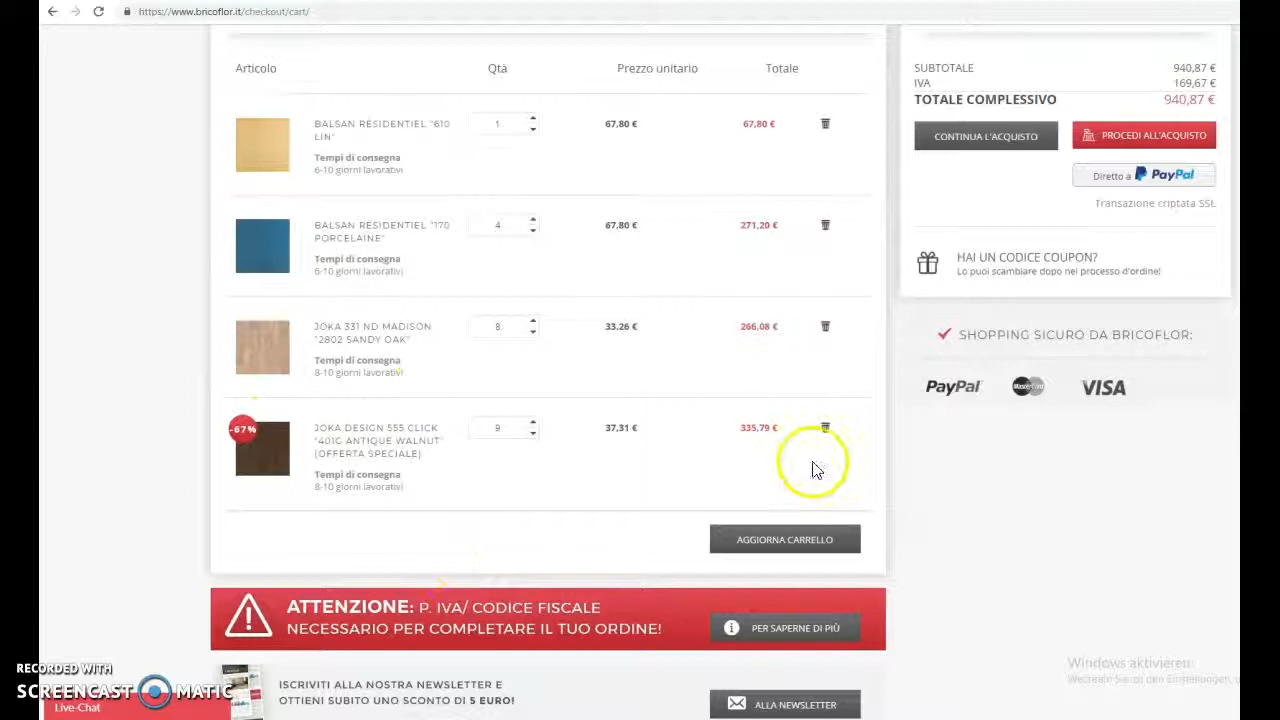 https://www.bricoflor.it/checkout/cart/
Articolo Qtà Prezzo unitario Totale
BALSAN RÉSIDENTIEL "610 LIN"
1 67,80 € 67,80 €
Tempi di consegna
6-10 giorni lavorativi
BALSAN RÉSIDENTIEL "170 PORCELAINE"
4 67,80 € 271,20 €
Tempi di consegna
6-10 giorni lavorativi
JOKA 331 ND MADISON
"2802 SANDY OAK"
8 33,26 € 266,08 €
Tempi di consegna
8-10 giorni lavorativi
-67%
JOKA DESIGN 555 CLICK
"401C ANTIQUE WALNUT"
(OFFERTA SPECIALE)
9 37,31 € 335,79 €
Tempi di consegna
8-10 giorni lavorativi
AGGIORNA CARRELLO
SUBTOTALE 940,87 €
IVA 169,67 €
TOTALE COMPLESSIVO 940,87 €
CONTINUA L'ACQUISTO PROCEDI ALL'ACQUISTO
Diretto a PayPal
Transazione criptata SSL
HAI UN CODICE COUPON?
Lo puoi scambiare dopo nel processo d'ordine!
SHOPPING SICURO DA BRICOFLOR:
PayPal MasterCard VISA
ATTENZIONE: P. IVA/ CODICE FISCALE
NECESSARIO PER COMPLETARE IL TUO ORDINE!
PER SAPERNE DI PIÙ
ISCRIVITI ALLA NOSTRA NEWSLETTER E
OTTIENI SUBITO UNO SCONTO DI 5 EURO!
ALLA NEWSLETTER
RECORDED WITH
SCREENCAST MATIC
Live-Chat
Windows aktivieren
Wechseln Sie zu den Einstellungen, u